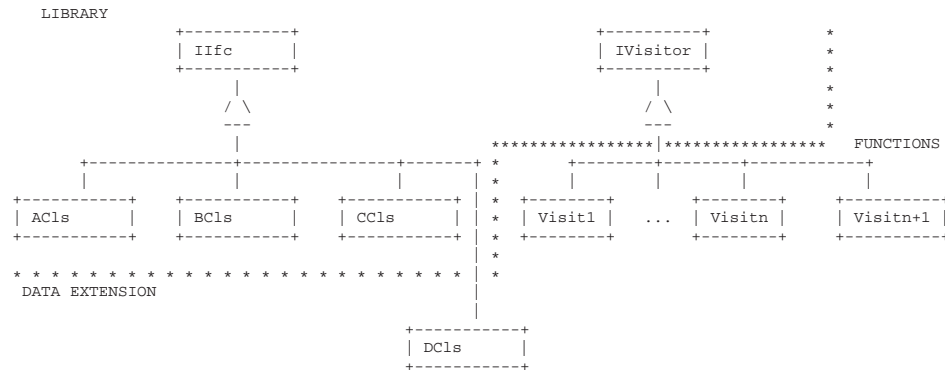 LIBRARY
IIfc
IVisitor
FUNCTIONS
ACls
BCls
CCls
Visit1
...
Visitn
Visitn+1
DATA EXTENSION
DCls